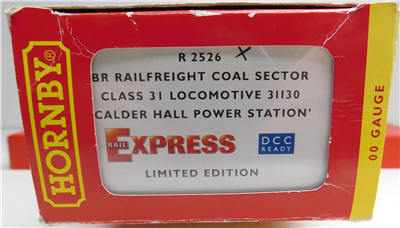 HORNBY
R 2526 X
BR RAILFREIGHT COAL SECTOR
CLASS 31 LOCOMOTIVE 31130
CALDER HALL POWER STATION'
RAIL EXPRESS
DCC
READY
LIMITED EDITION
00 GAUGE